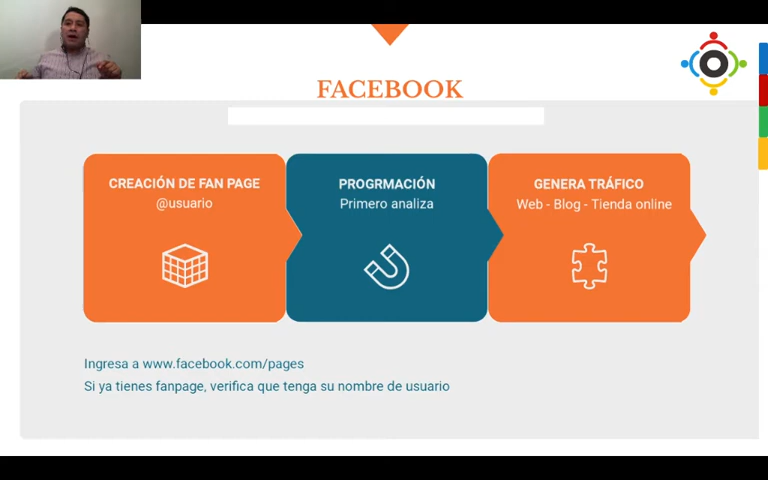 FACEBOOK
CREACIÓN DE FAN PAGE
@usuario
PROGRMACIÓN
Primero analiza
GENERA TRÁFICO
Web - Blog - Tienda online
Ingresa a www.facebook.com/pages
Si ya tienes fanpage, verifica que tenga su nombre de usuario